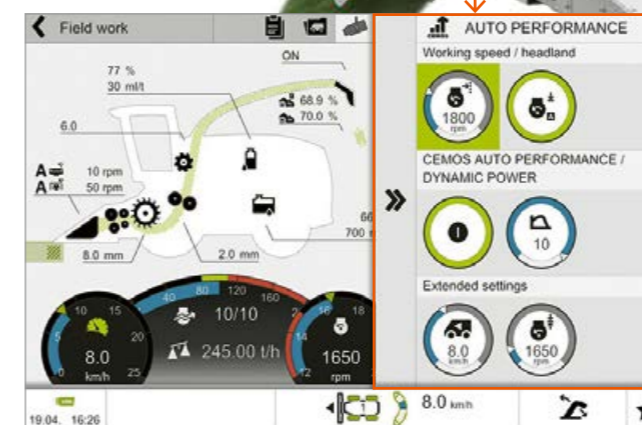 Field work
ON
77 %
30 ml/t
68.9 %
70.0 %
6.0
A 10 rpm
A 50 rpm
66
700
8.0 mm
2.0 mm
40 80 120 160
5 10 15 20 25 0
10/10
245.00 t/h
8.0
km/h
2
12 14 16 18
1650
rpm
AUTO PERFORMANCE
Working speed / headland
1800
rpm
A
CEMOS AUTO PERFORMANCE /
DYNAMIC POWER
10
Extended settings
8.0
km/h
1650
rpm
19.04. 16:26
8.0 km/h